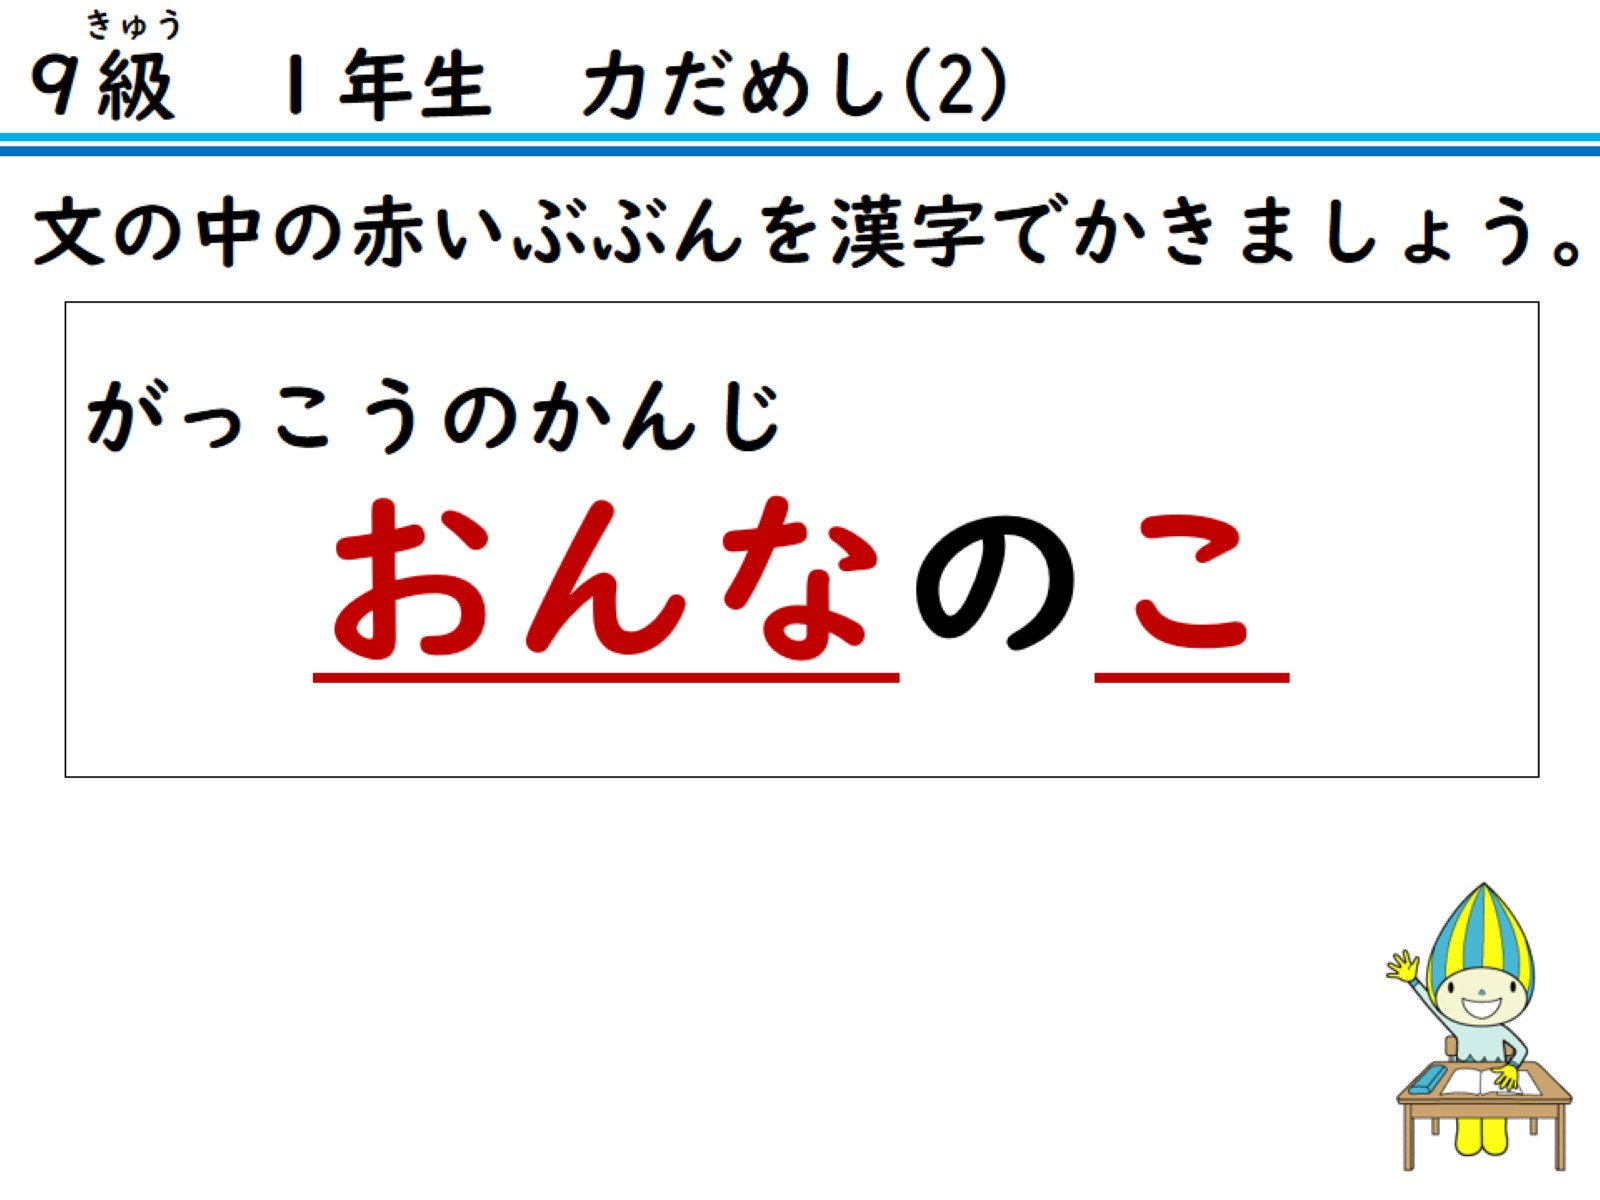 きゅう
９級　１年生　力だめし(2)
文の中の赤いぶぶんを漢字でかきましょう。
がっこうのかんじ
おんなのこ